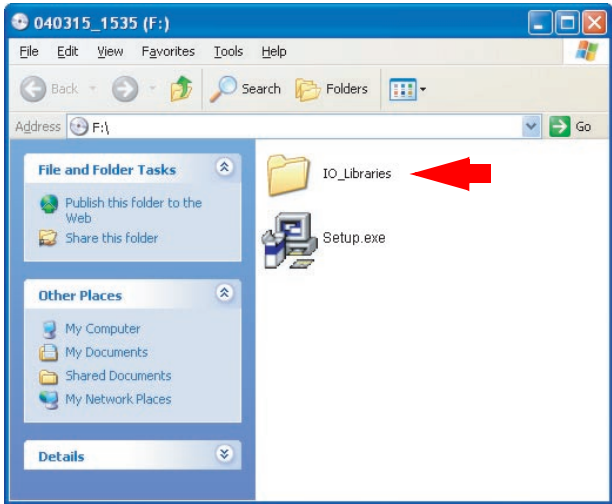 040315_1535 (F:)
File Edit View Favorites Tools Help
Back Search Folders
Address F:\ Go
File and Folder Tasks
Publish this folder to the
Web
Share this folder
Other Places
My Computer
My Documents
Shared Documents
My Network Places
Details
IO_Libraries
Setup.exe